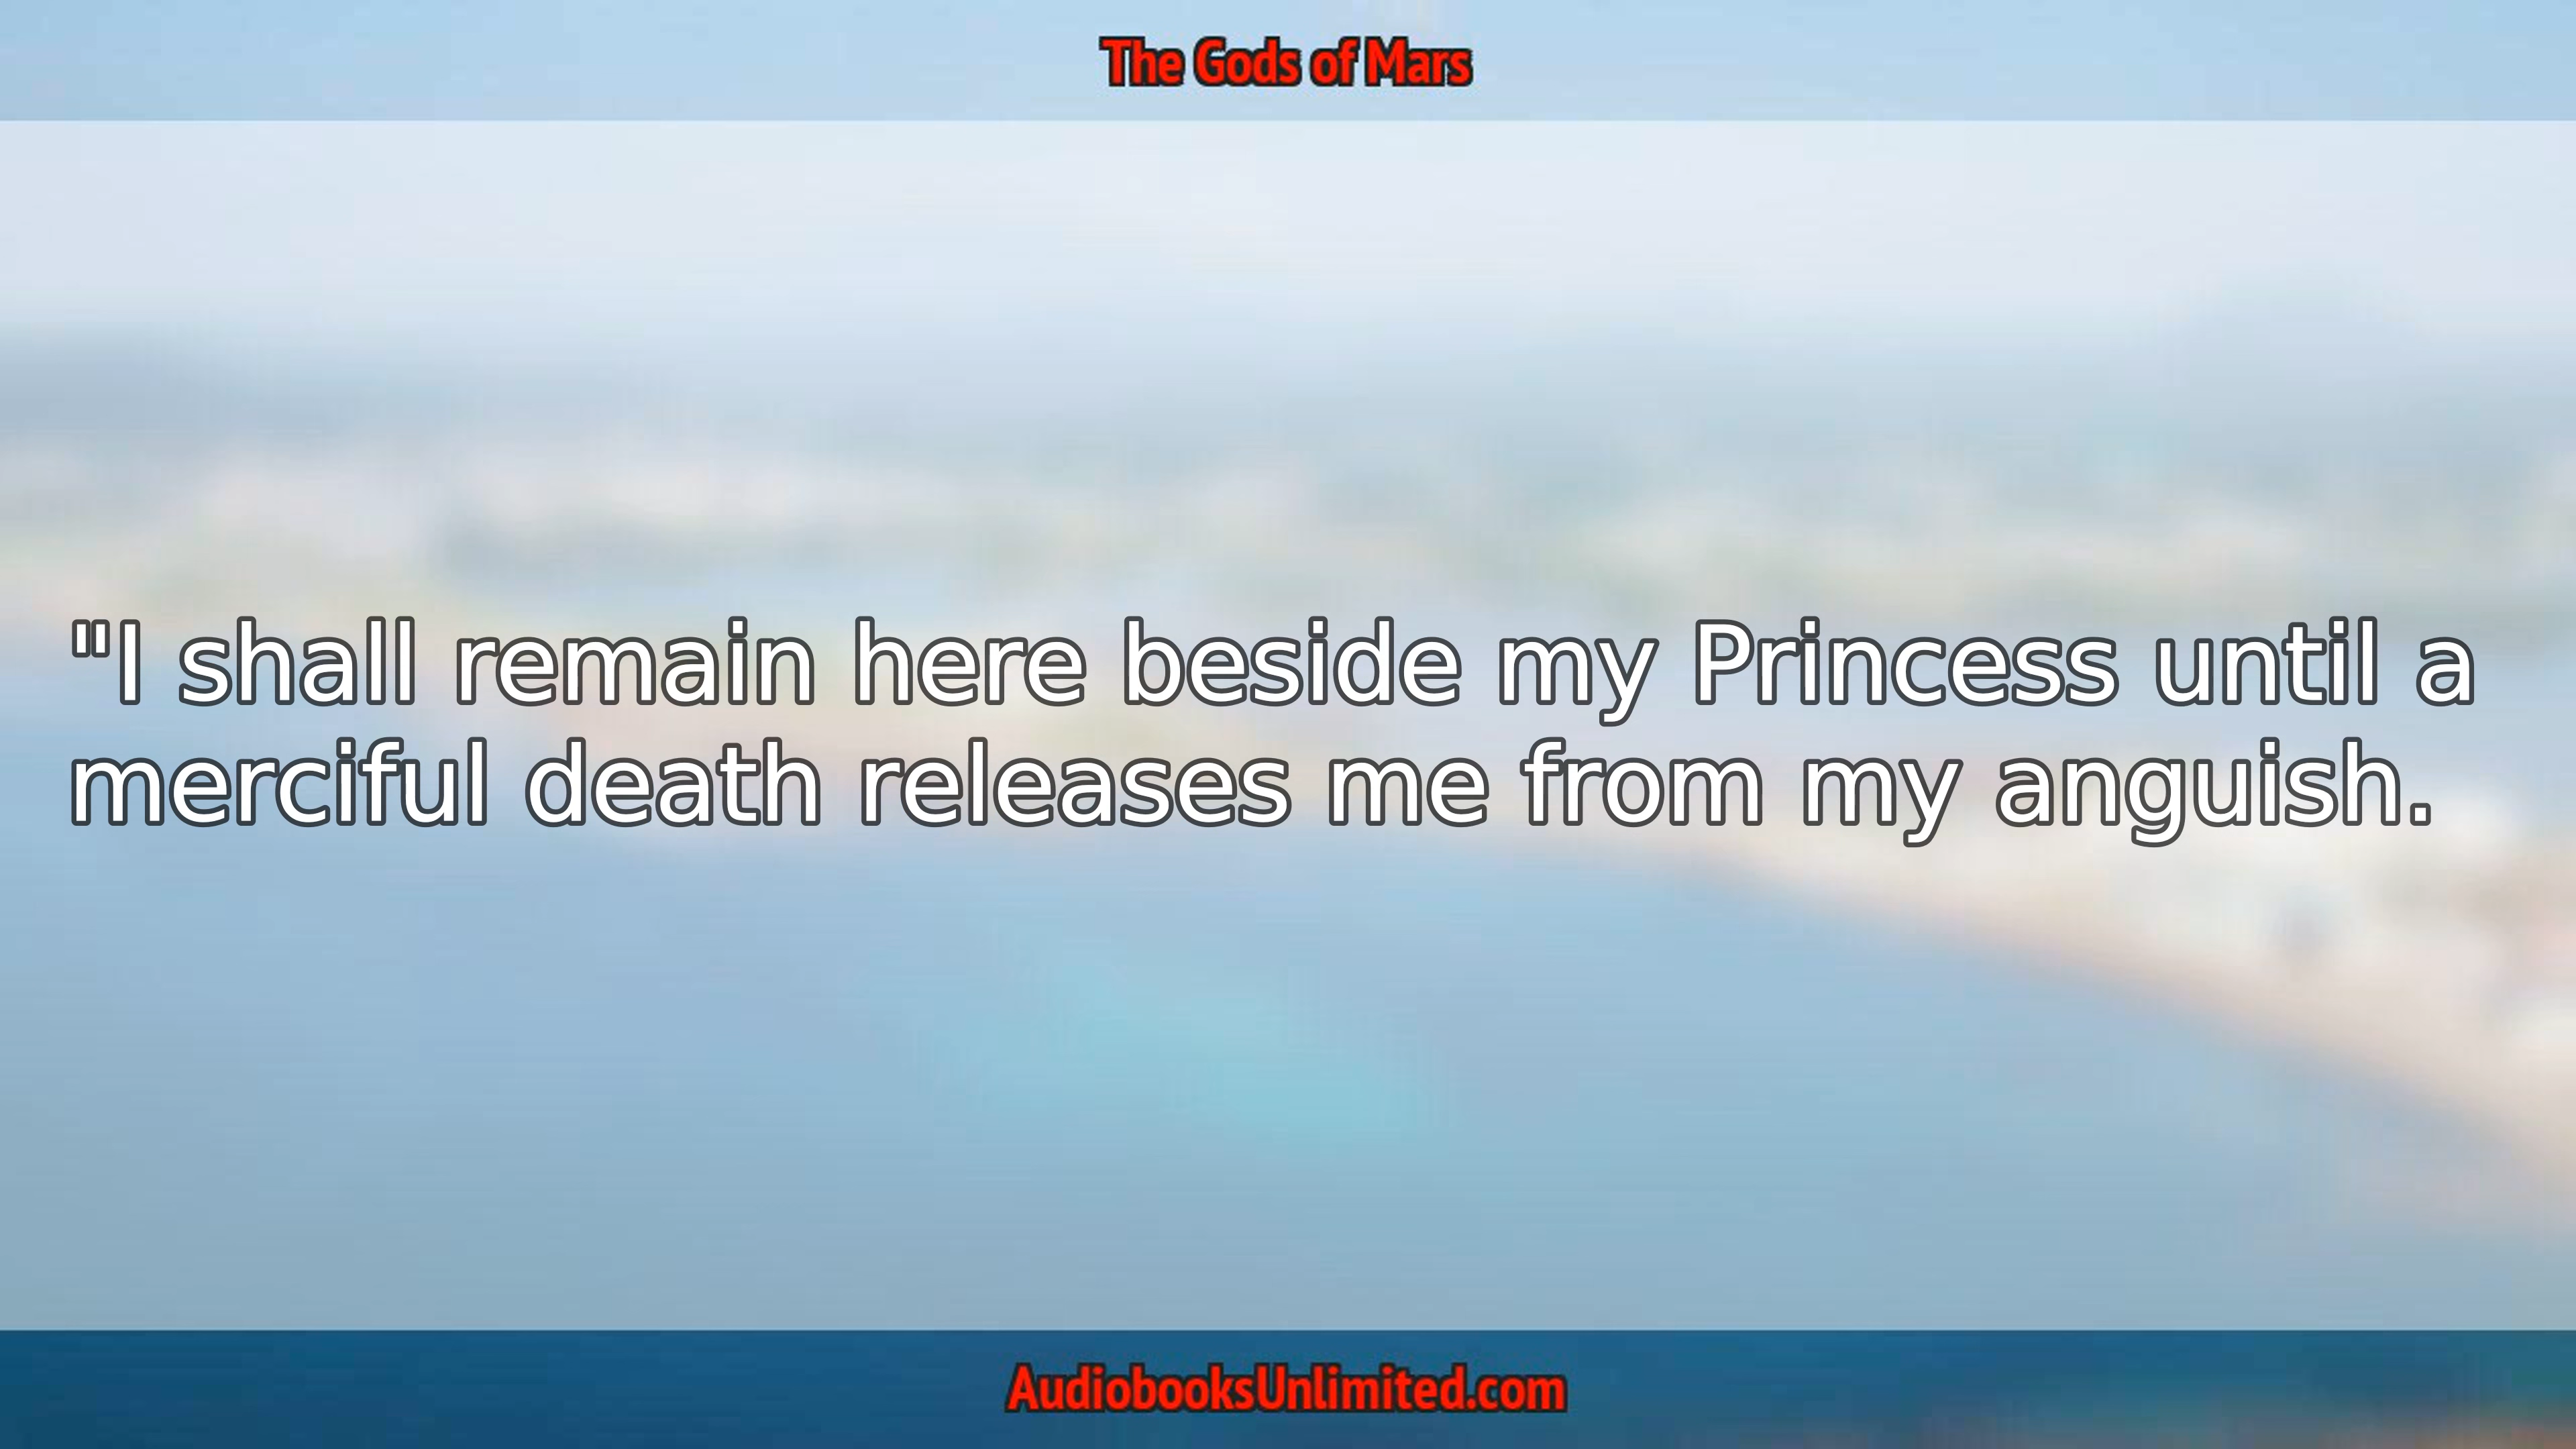 The Gods of Mars
"I shall remain here beside my Princess until a
merciful death releases me from my anguish.
AudiobooksUnlimited.com